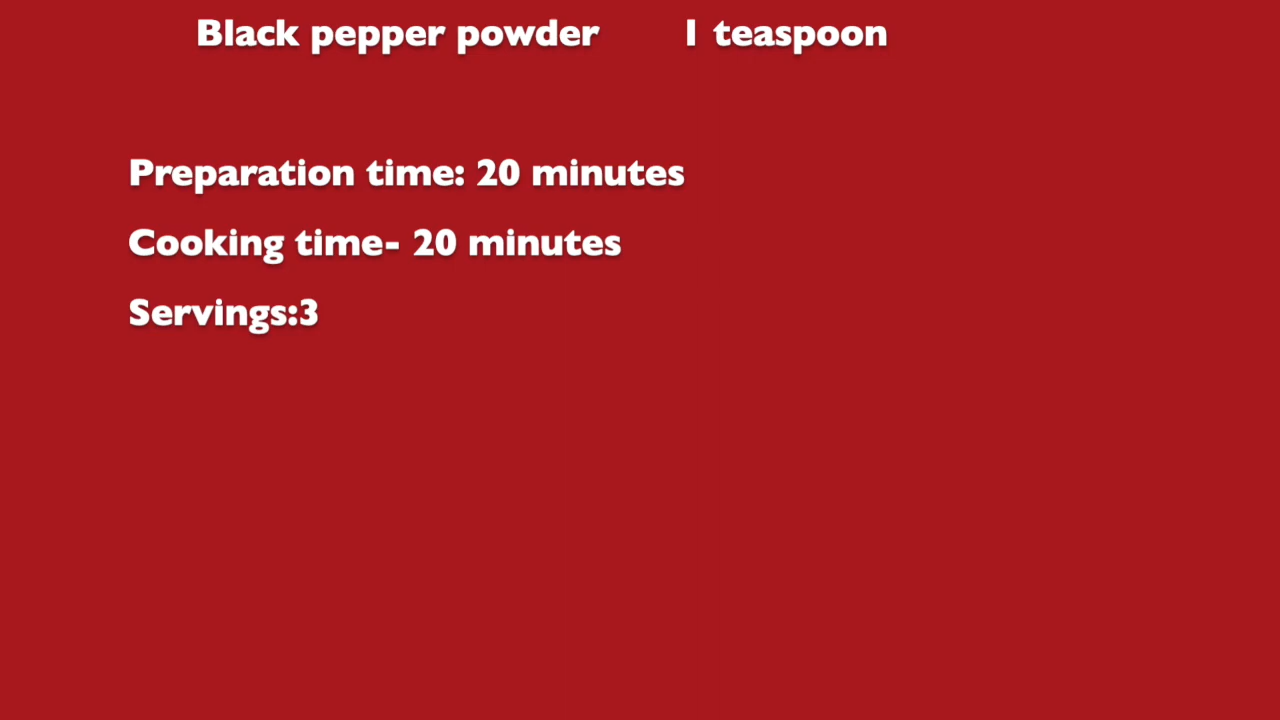 Black pepper powder 1 teaspoon
Preparation time: 20 minutes
Cooking time- 20 minutes
Servings:3